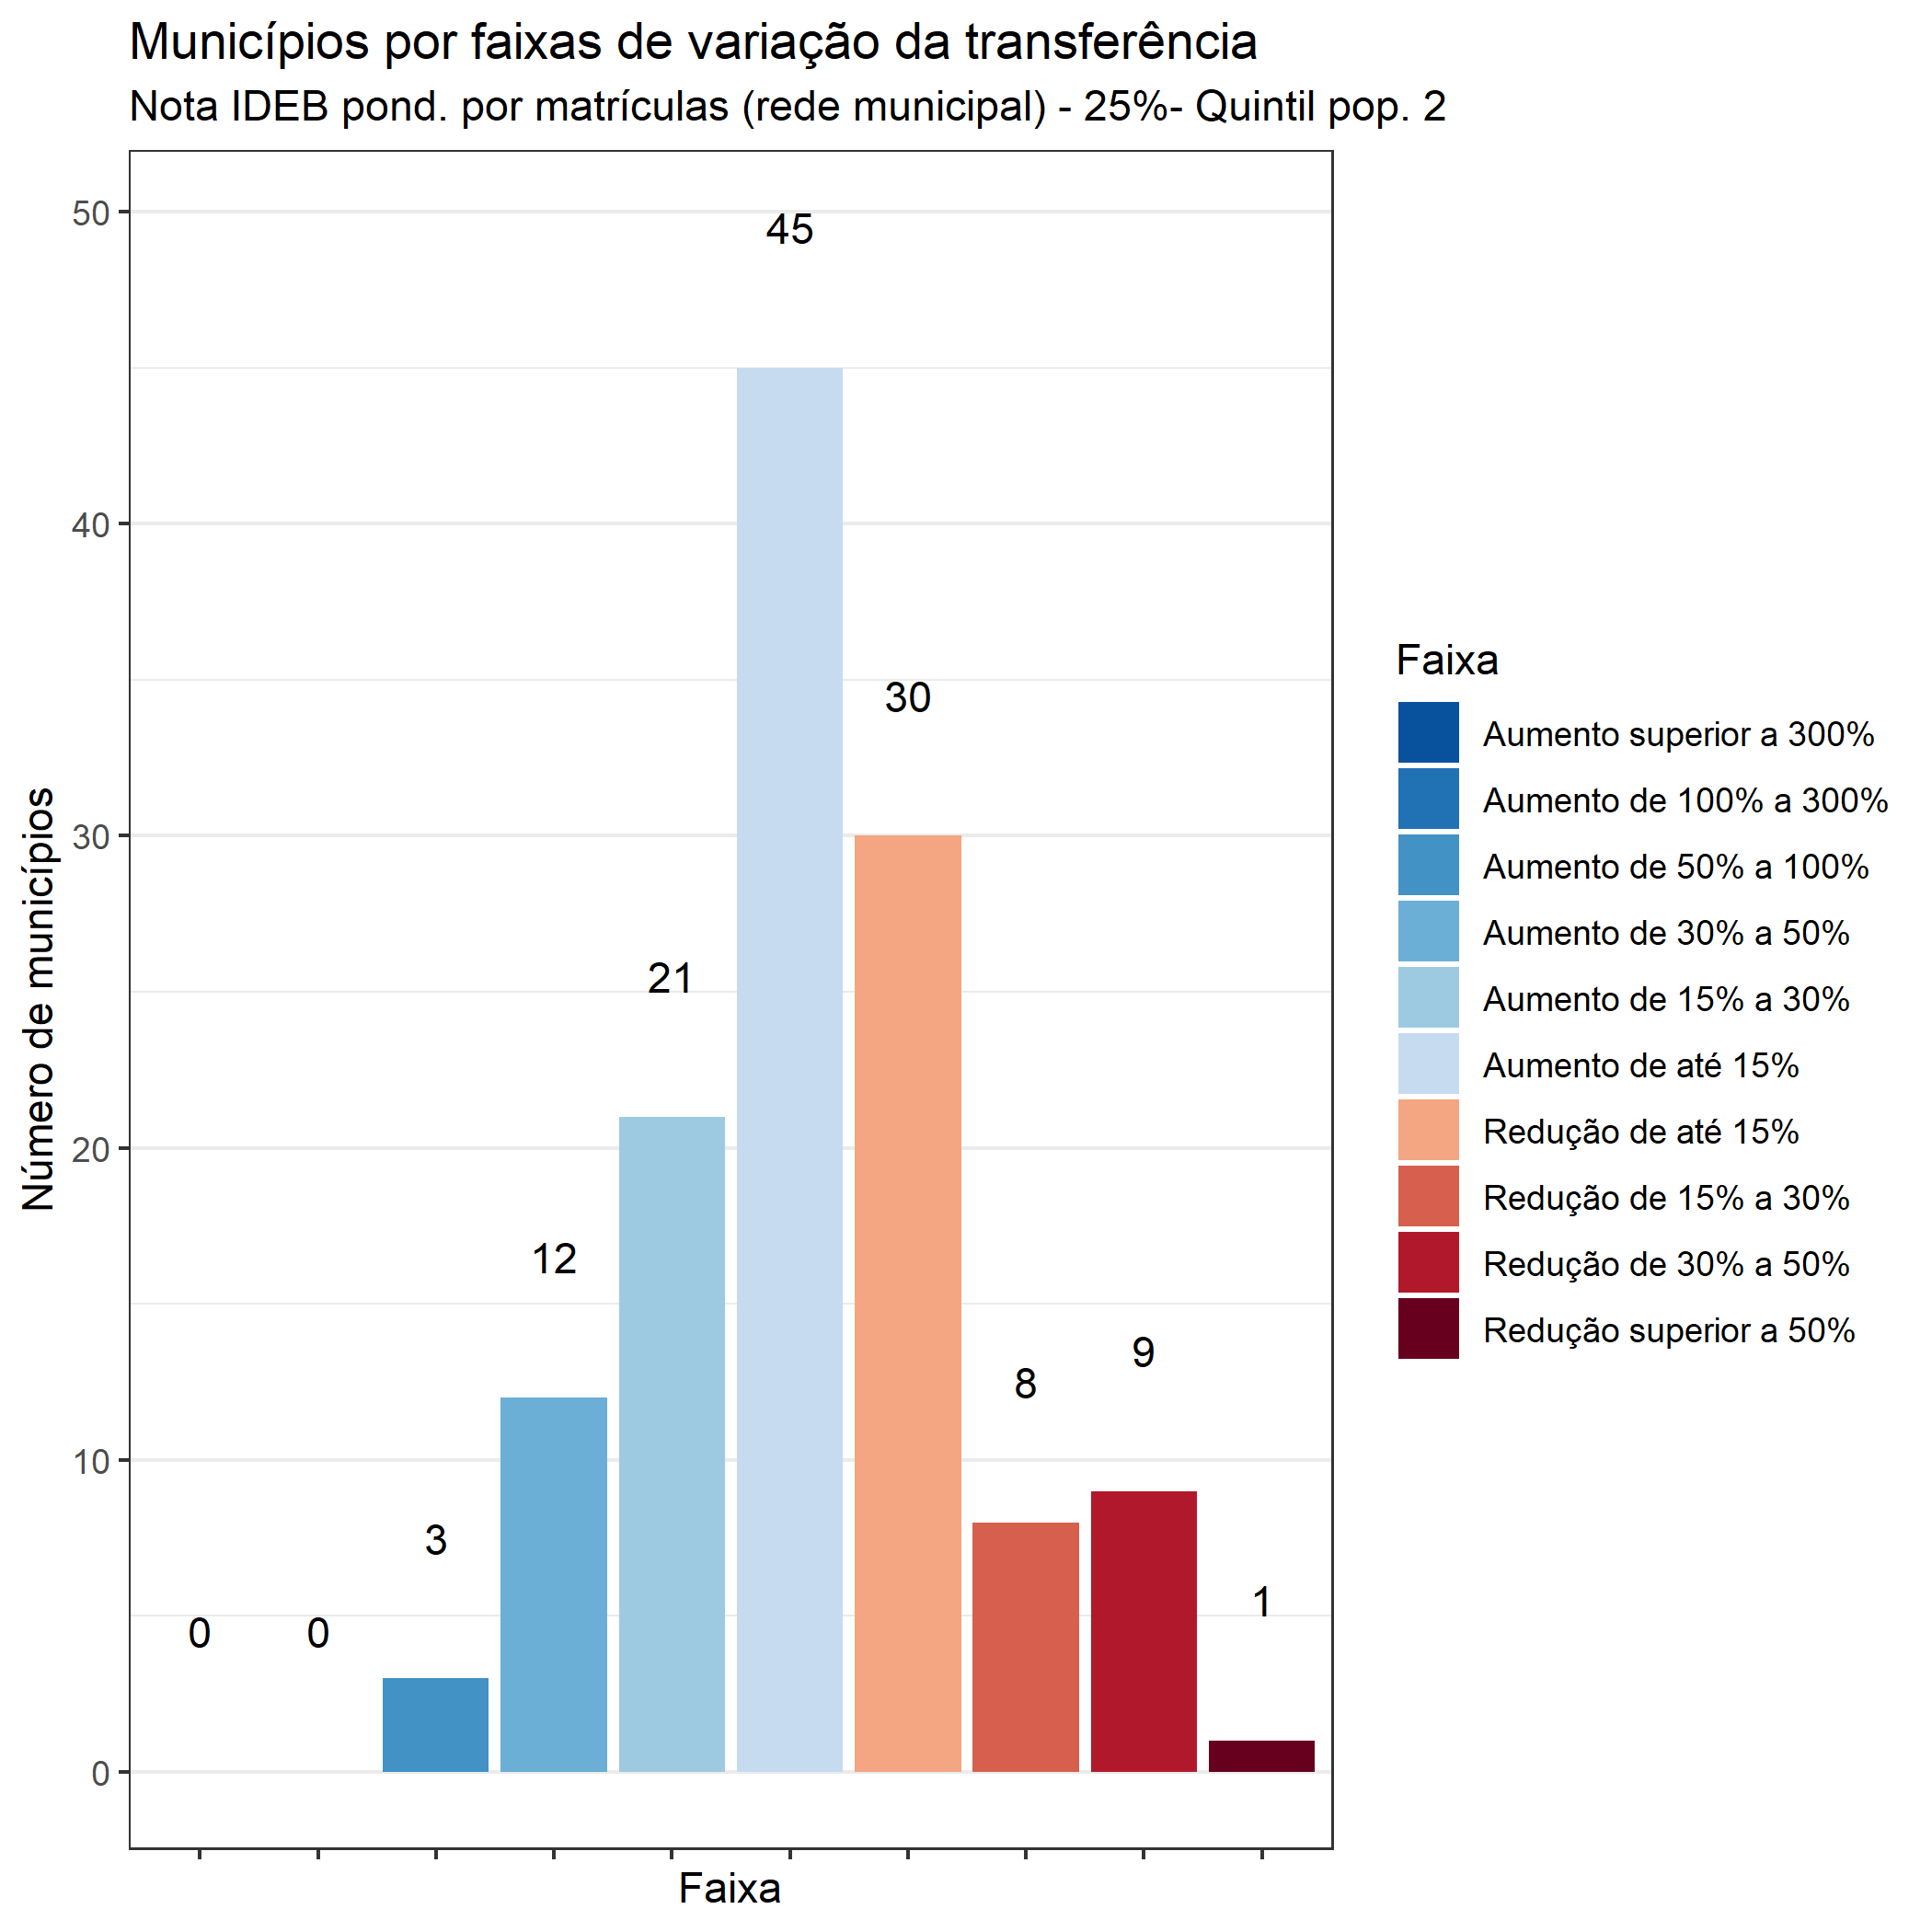 Municípios por faixas de variação da transferência
Nota IDEB pond. por matrículas (rede municipal) - 25%- Quintil pop. 2
Número de municípios
50
40
30
20
10
0
0
0
3
12
21
45
30
8
9
1
Faixa
Faixa
Aumento superior a 300%
Aumento de 100% a 300%
Aumento de 50% a 100%
Aumento de 30% a 50%
Aumento de 15% a 30%
Aumento de até 15%
Redução de até 15%
Redução de 15% a 30%
Redução de 30% a 50%
Redução superior a 50%